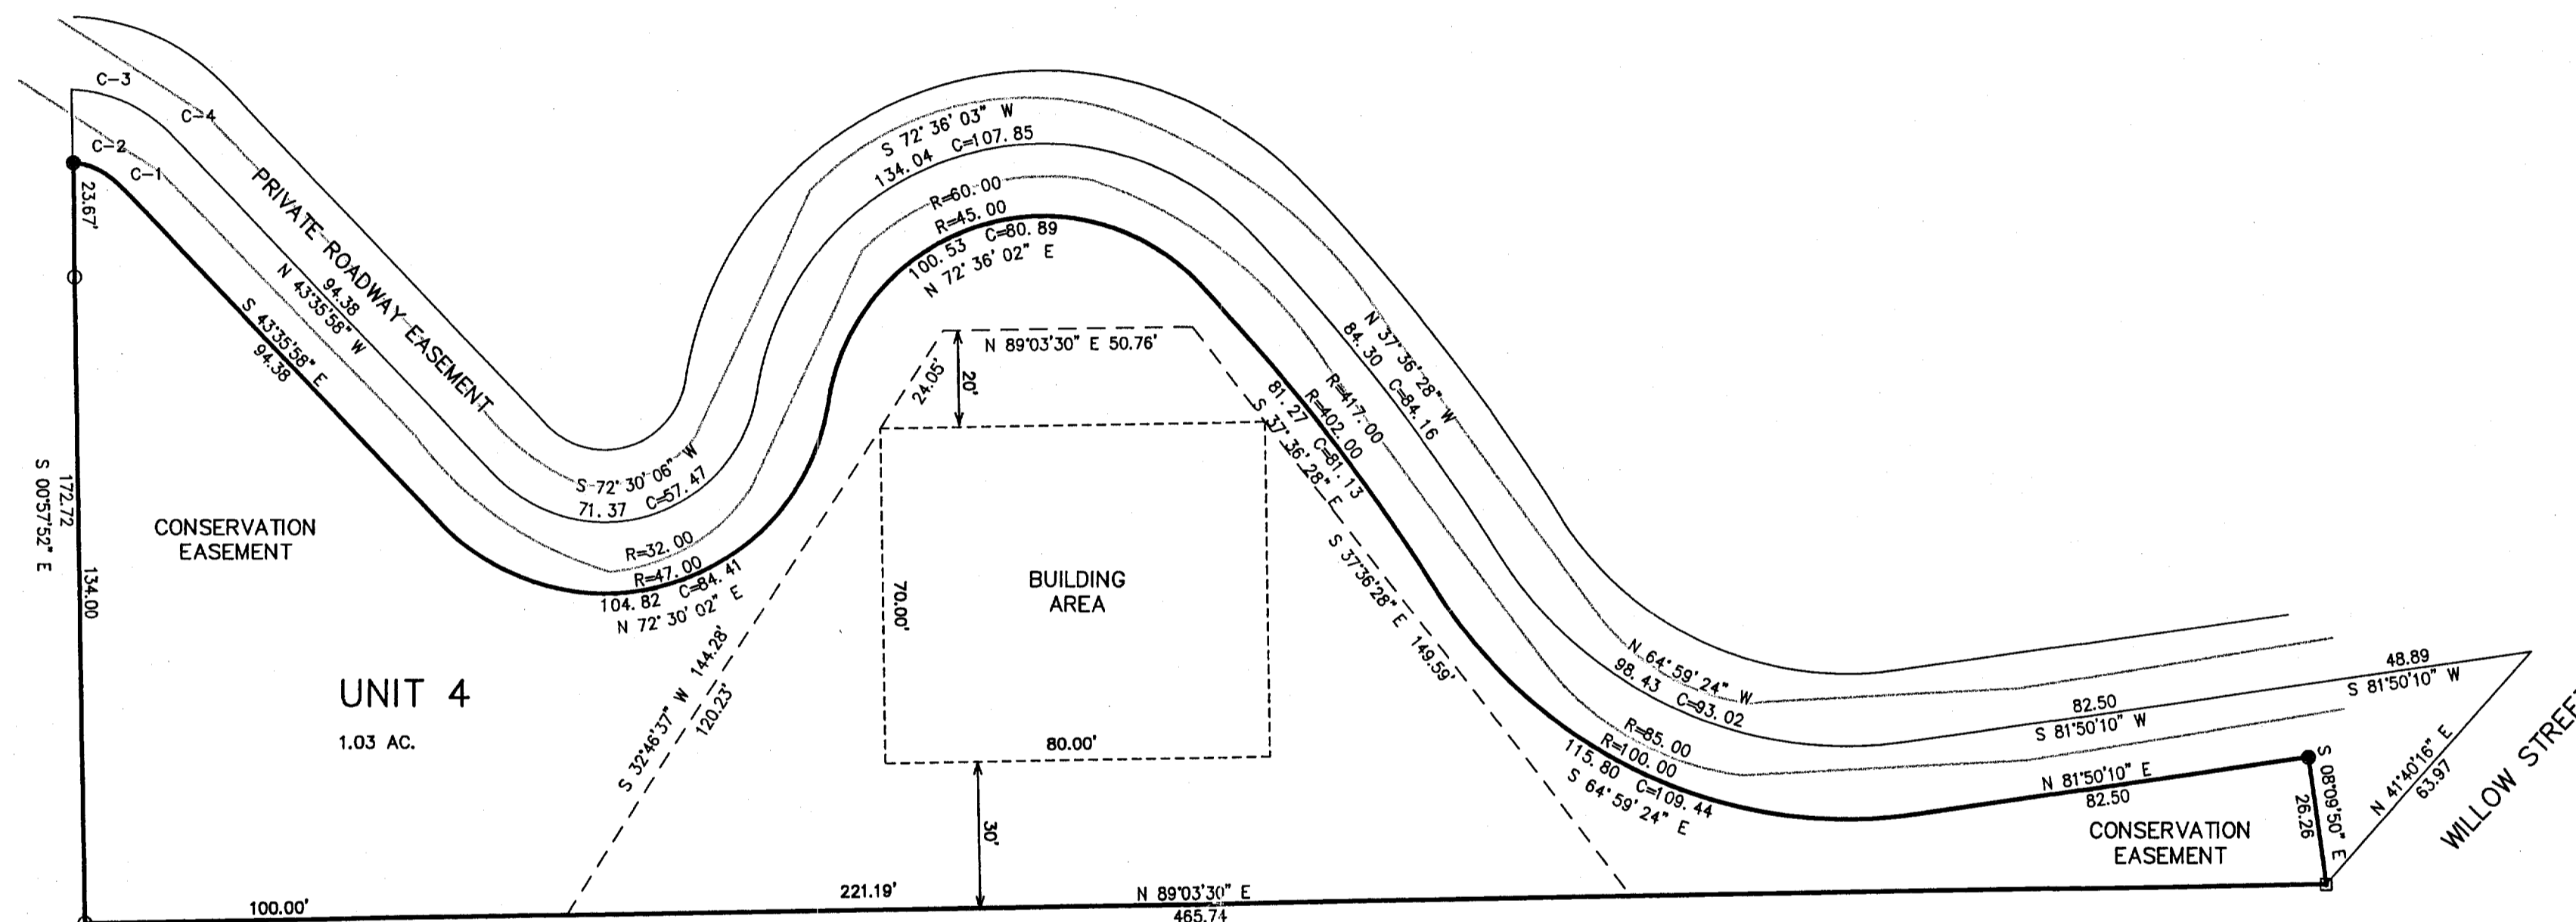 C-3
C-4
C-2
C-1
23.67'
PRIVATE ROADWAY EASEMENT
N 43°35'58" W
94.38
S 43°35'58" E
94.38
S 72° 36' 03" W
134.04 C=107.85
R=60.00
R=45.00
100.53 C=80.89
N 72° 36' 02" E
N 89°03'30" E 50.76'
24.05'
20'
N 37° 36' 28" W
84.30 C=84.16
R=417.00
R=402.00
81.27 C=81.13
S 37° 36' 28" E
S 72° 30' 06" W
71.37 C=57.47
R=32.00
R=47.00
104.82 C=84.41
N 72° 30' 02" E
S 00°57'52" E
172.72
134.00
CONSERVATION
EASEMENT
BUILDING
AREA
70.00'
80.00'
S 37°36'28" E 149.59'
UNIT 4
1.03 AC.
S 32°46'37" W 144.28'
120.23'
30'
N 64° 59' 24" W
98.43 C=93.02
R=85.00
R=100.00
115.80 C=109.44
S 64° 59' 24" E
48.89
S 81°50'10" W
82.50
S 81°50'10" W
N 81°50'10" E
82.50
S 08°09'50" E
26.26
N 41°40'16" E
63.97
WILLOW STREET
CONSERVATION
EASEMENT
100.00'
221.19'
N 89°03'30" E
465.74